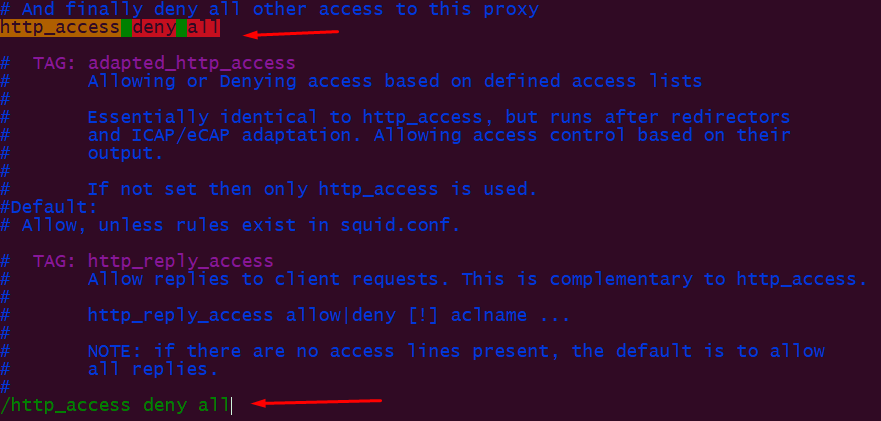 # And finally deny all other access to this proxy
http_access deny all
#  TAG: adapted_http_access
#       Allowing or Denying access based on defined access lists
#
#       Essentially identical to http_access, but runs after redirectors
#       and ICAP/eCAP adaptation. Allowing access control based on their
#       output.
#
#       If not set then only http_access is used.
#Default:
# Allow, unless rules exist in squid.conf.
#  TAG: http_reply_access
#       Allow replies to client requests. This is complementary to http_access.
#
#       http_reply_access allow|deny [!] aclname ...
#
#       NOTE: if there are no access lines present, the default is to allow
#       all replies.
#
/http_access deny all